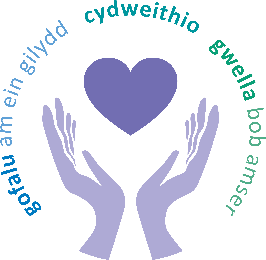 gofalu am ein gilydd
cydweithio
gwella bob amser